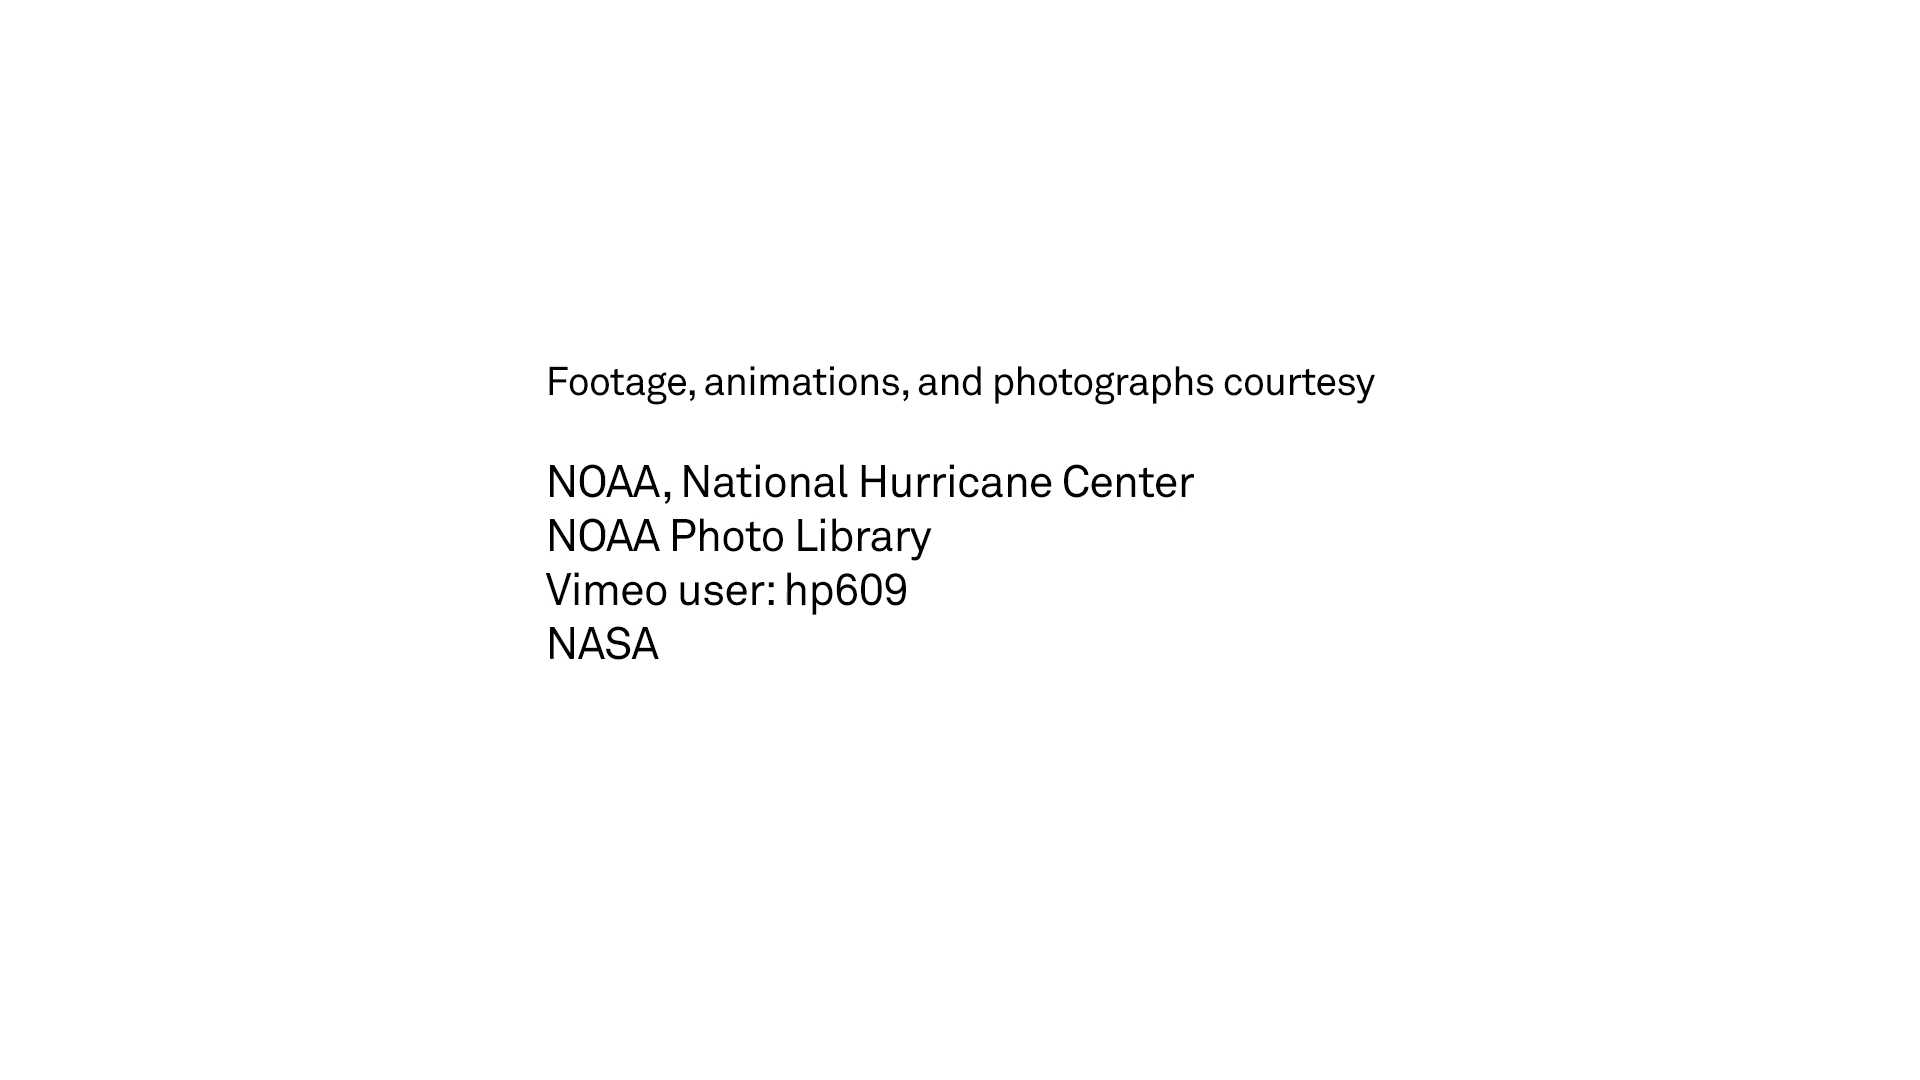 Footage, animations, and photographs courtesy
NOAA, National Hurricane Center
NOAA Photo Library
Vimeo user: hp609
NASA